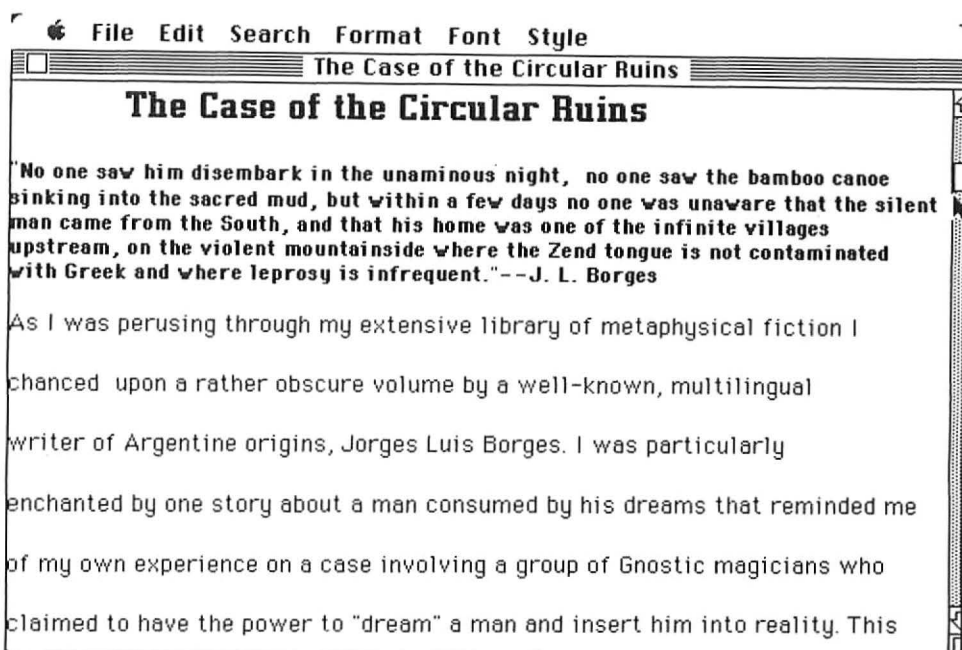 File Edit Search Format Font Style
The Case of the Circular Ruins
The Case of the Circular Ruins
"No one saw him disembark in the unaminous night, no one saw the bamboo canoe
sinking into the sacred mud, but within a few days no one was unaware that the silent
man came from the South, and that his home was one of the infinite villages
upstream, on the violent mountainside where the Zend tongue is not contaminated
with Greek and where leprosy is infrequent."--J. L. Borges
As I was perusing through my extensive library of metaphysical fiction I
chanced upon a rather obscure volume by a well-known, multilingual
writer of Argentine origins, Jorges Luis Borges. I was particularly
enchanted by one story about a man consumed by his dreams that reminded me
of my own experience on a case involving a group of Gnostic magicians who
claimed to have the power to "dream" a man and insert him into reality. This